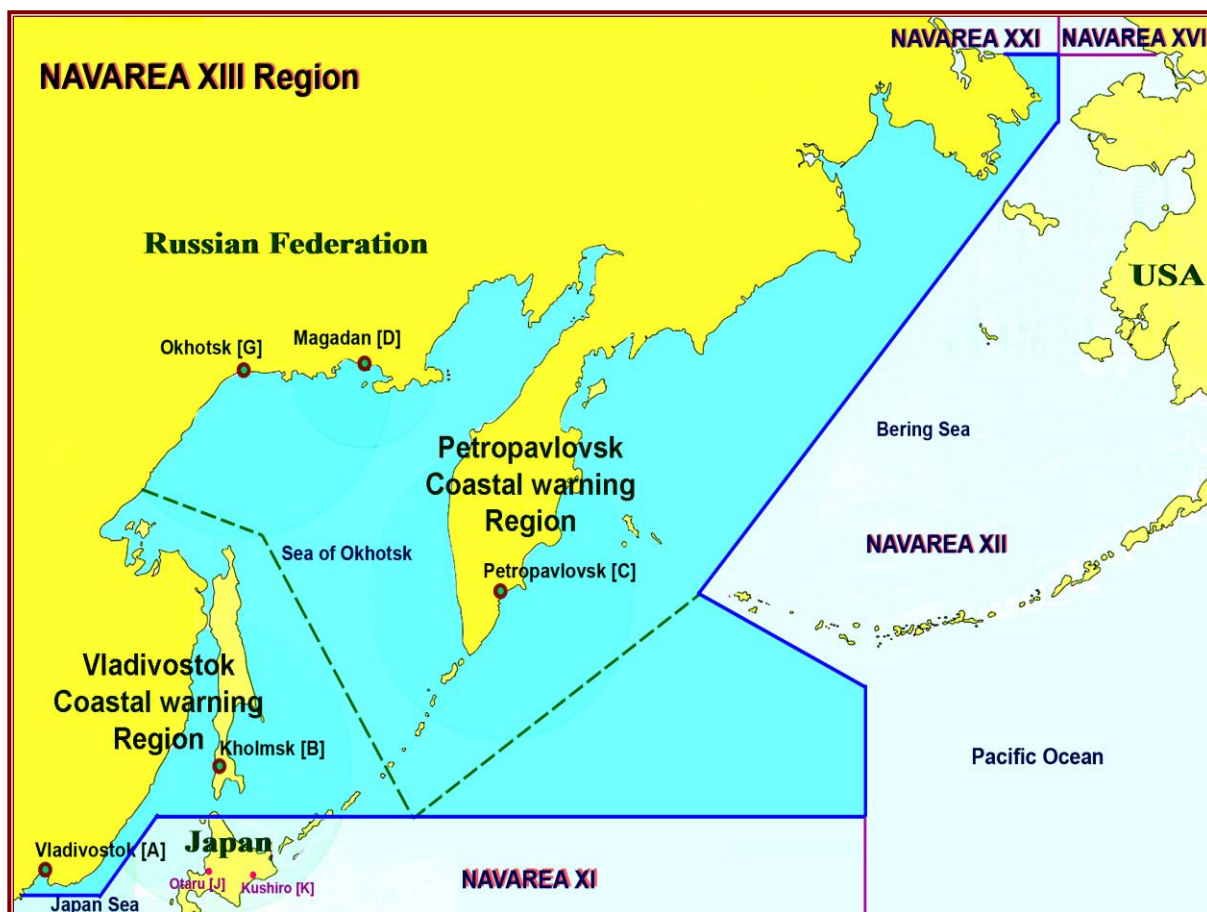 NAVAREA XXI
NAVAREA XVI
NAVAREA XIII Region
Russian Federation
USA
Okhotsk [G]
Magadan [D]
Bering Sea
Petropavlovsk
Coastal warning
Region
Sea of Okhotsk
NAVAREA XII
Petropavlovsk [C]
Vladivostok
Coastal warning
Region
Kholmsk [B]
Pacific Ocean
Japan
Vladivostok [A]
Otaru [J]
Kushiro [K]
NAVAREA XI
Japan Sea